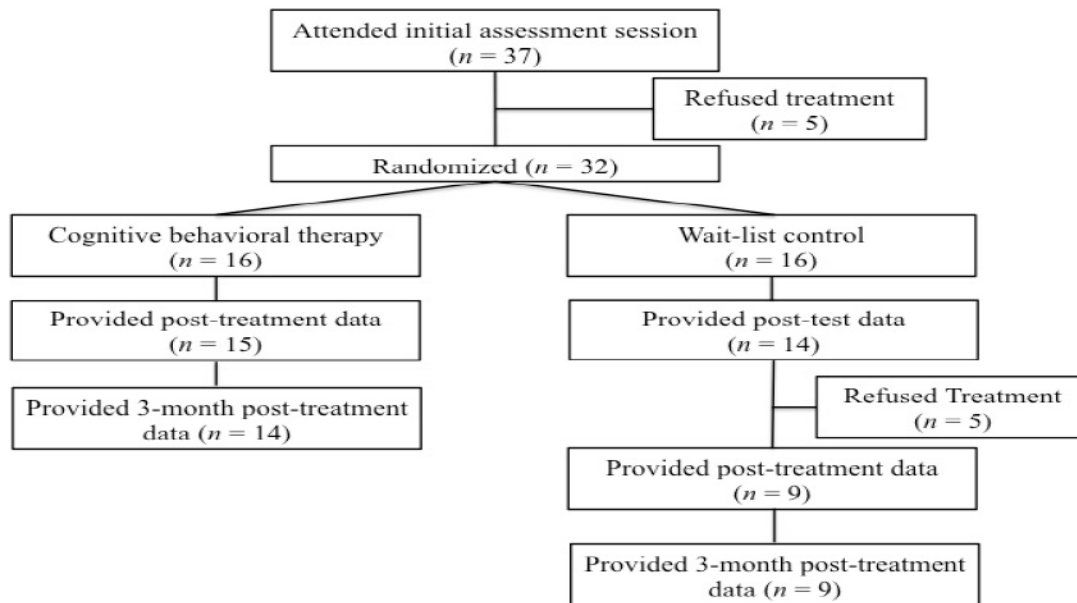 Attended initial assessment session
(n = 37)
Refused treatment
(n = 5)
Randomized (n = 32)
Cognitive behavioral therapy
(n = 16)
Wait-list control
(n = 16)
Provided post-treatment data
(n = 15)
Provided post-test data
(n = 14)
Provided 3-month post-treatment
data (n = 14)
Refused Treatment
(n = 5)
Provided post-treatment data
(n = 9)
Provided 3-month post-treatment
data (n = 9)